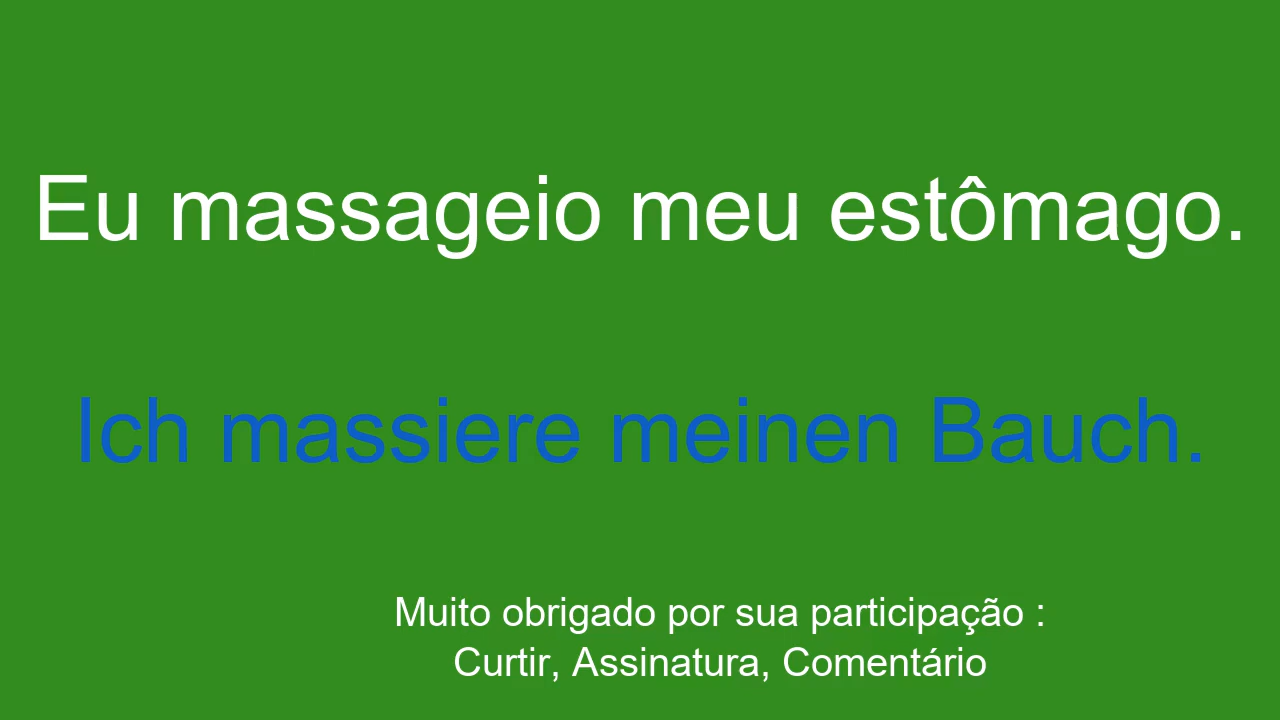 Eu massageio meu estômago.
Ich massiere meinen Bauch.
Muito obrigado por sua participação :
Curtir, Assinatura, Comentário